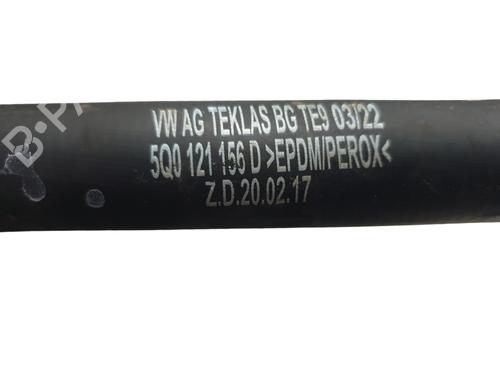 VW AG TEKLAS BG TE9 03/22
5Q0 121 156 D >EPDM/PEROX<
Z.D.20.02.17